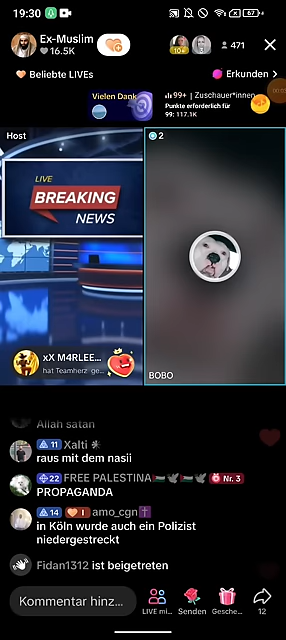 19:30
67
Ex-Muslim
16.5K
10
471
Beliebte LIVEs
Erkunden >
Vielen Dank
99+ | Zuschauer*innen
Punkte erforderlich für
99: 117.1K
Host
2
LIVE
BREAKING
NEWS
xX M4RLEE...
hat Teamherz ge...
BOBO
Allah satan
11 Xalti
raus mit dem nasii
22 FREE PALESTINA🇵🇸🕊🇵🇸🕊 Nr. 3
PROPAGANDA
14 I amo_cgn✝️
in Köln wurde auch ein Polizist
niedergestreckt
Fidan1312 ist beigetreten
Kommentar hinz...
LIVE mi...
Senden
Gesche...
12